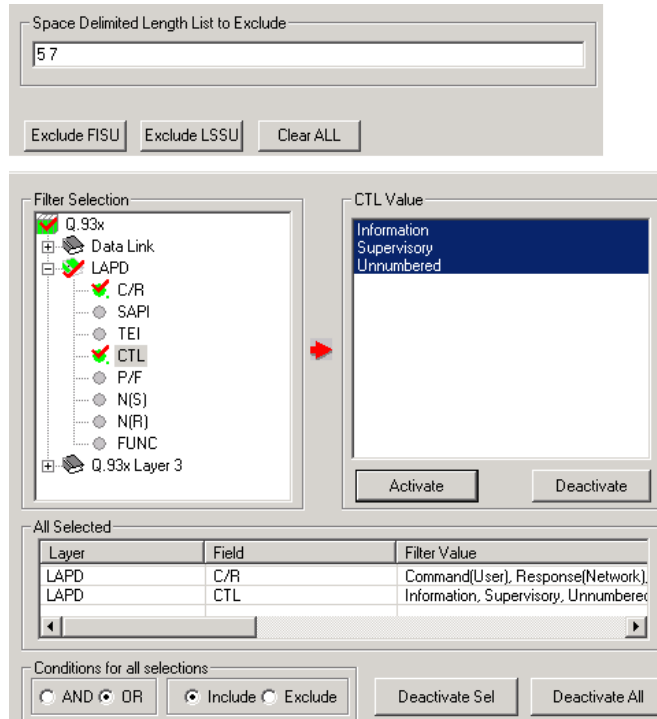 Space Delimited Length List to Exclude
5 7
Exclude FISU Exclude LSSU Clear ALL
Filter Selection
Q.93x
Data Link
LAPD
C/R
SAPI
TEI
CTL
P/F
N(S)
N(R)
FUNC
Q.93x Layer 3
CTL Value
Information
Supervisory
Unnumbered
Activate Deactivate
All Selected
Layer Field Filter Value
LAPD C/R Command(User), Response(Network),
LAPD CTL Information, Supervisory, Unnumbered
Conditions for all selections
AND OR Include Exclude Deactivate Sel Deactivate All